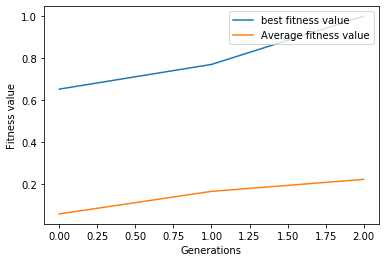 best fitness value
Average fitness value
1.0
0.8
0.6
0.4
0.2
Fitness value
0.00 0.25 0.50 0.75 1.00 1.25 1.50 1.75 2.00
Generations